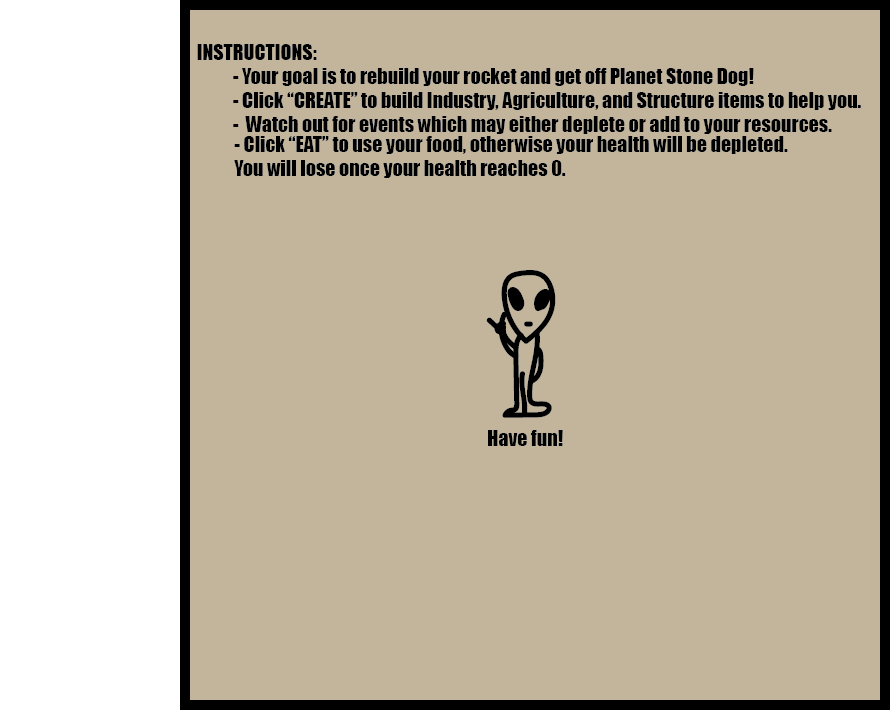 INSTRUCTIONS:
- Your goal is to rebuild your rocket and get off Planet Stone Dog!
- Click “CREATE” to build Industry, Agriculture, and Structure items to help you.
- Watch out for events which may either deplete or add to your resources.
- Click “EAT” to use your food, otherwise your health will be depleted.
You will lose once your health reaches 0.
Have fun!